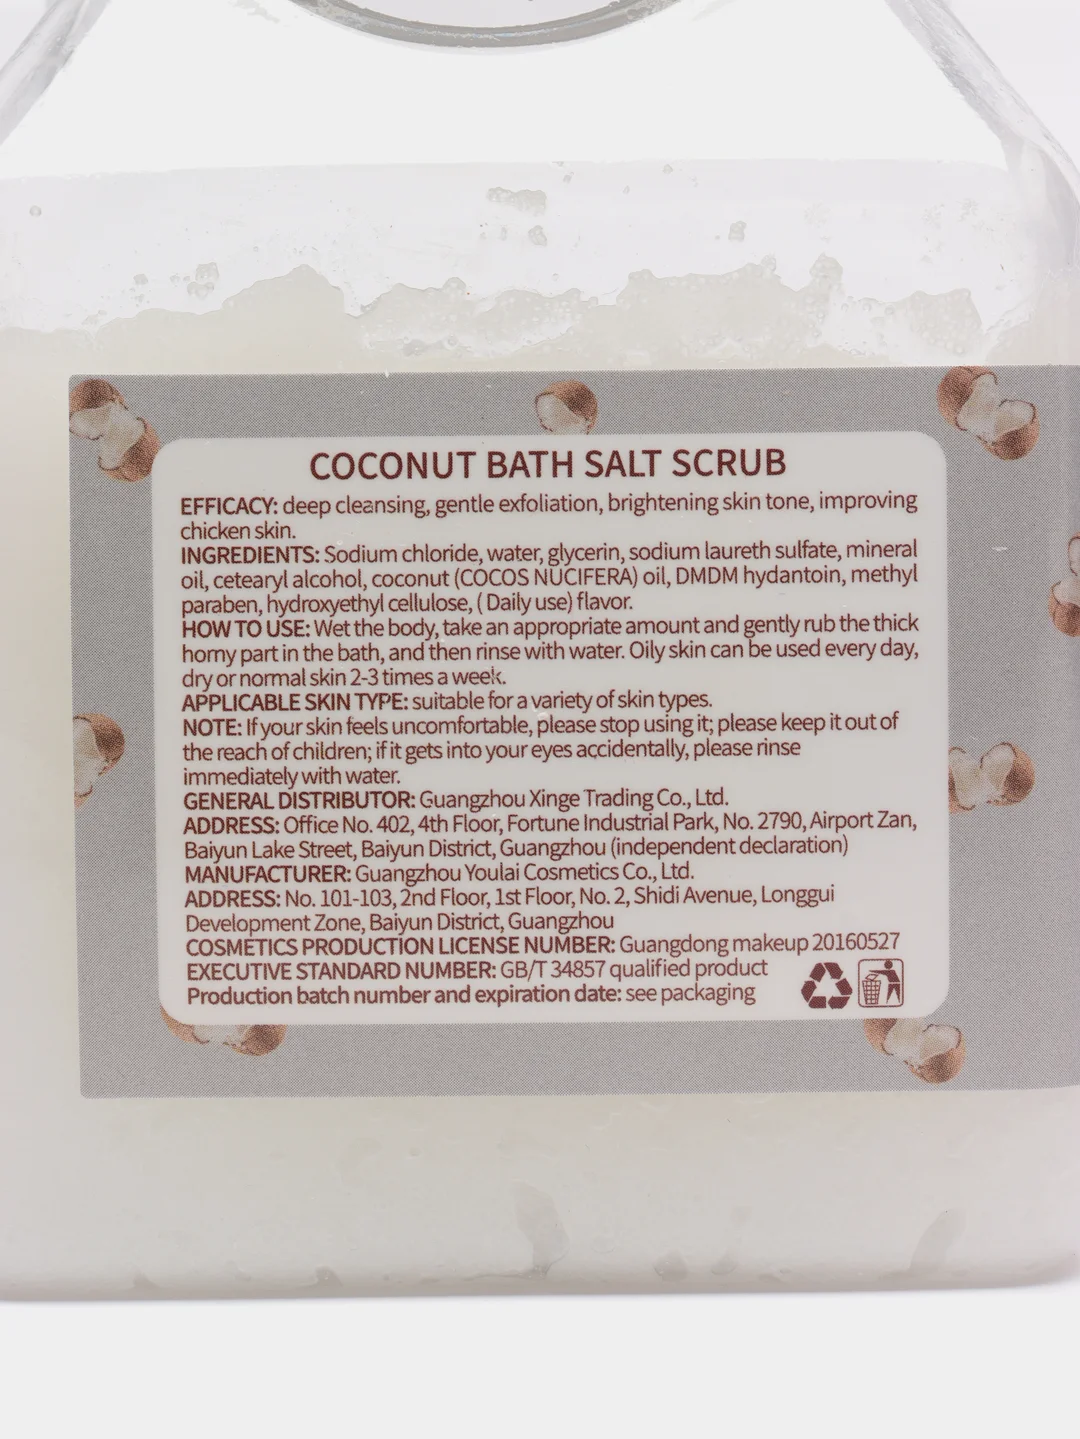 COCONUT BATH SALT SCRUB
EFFICACY: deep cleansing, gentle exfoliation, brightening skin tone, improving
chicken skin.
INGREDIENTS: Sodium chloride, water, glycerin, sodium laureth sulfate, mineral
oil, cetearyl alcohol, coconut (COCOS NUCIFERA) oil, DMDM hydantoin, methyl
paraben, hydroxyethyl cellulose, ( Daily use) flavor.
HOW TO USE: Wet the body, take an appropriate amount and gently rub the thick
horny part in the bath, and then rinse with water. Oily skin can be used every day,
dry or normal skin 2-3 times a week.
APPLICABLE SKIN TYPE: suitable for a variety of skin types.
NOTE: If your skin feels uncomfortable, please stop using it; please keep it out of
the reach of children; if it gets into your eyes accidentally, please rinse
immediately with water.
GENERAL DISTRIBUTOR: Guangzhou Xinge Trading Co., Ltd.
ADDRESS: Office No. 402, 4th Floor, Fortune Industrial Park, No. 2790, Airport Zan,
Baiyun Lake Street, Baiyun District, Guangzhou (independent declaration)
MANUFACTURER: Guangzhou Youlai Cosmetics Co., Ltd.
ADDRESS: No. 101-103, 2nd Floor, 1st Floor, No. 2, Shidi Avenue, Longgui
Development Zone, Baiyun District, Guangzhou
COSMETICS PRODUCTION LICENSE NUMBER: Guangdong makeup 20160527
EXECUTIVE STANDARD NUMBER: GB/T 34857 qualified product
Production batch number and expiration date: see packaging